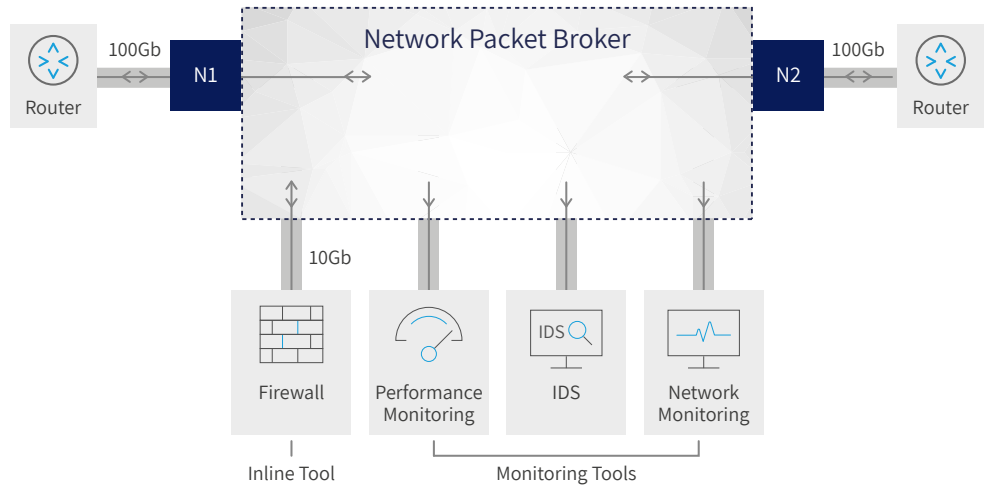 Network Packet Broker
100Gb
100Gb
N1
N2
Router
Router
10Gb
IDS
Firewall
Performance
Monitoring
IDS
Network
Monitoring
Inline Tool
Monitoring Tools